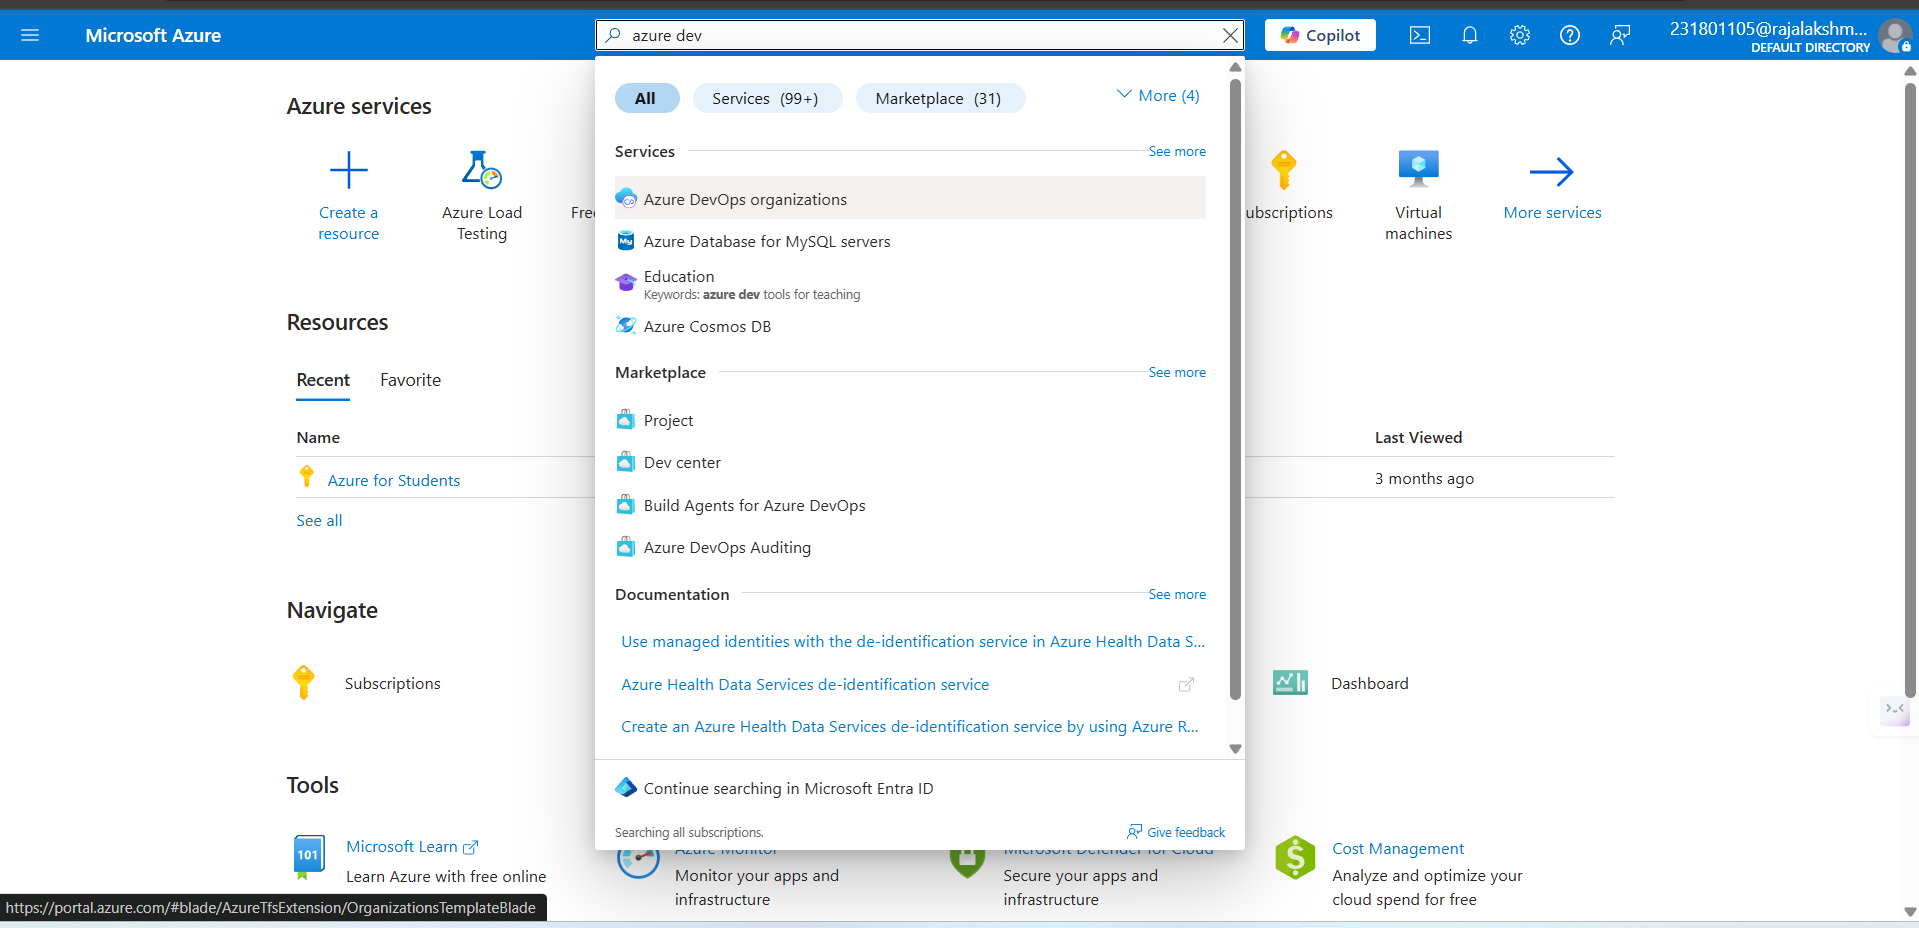 Microsoft Azure
azure dev
Copilot
231801105@rajalakshm...
DEFAULT DIRECTORY
All
Services (99+)
Marketplace (31)
More (4)
Services
See more
Azure DevOps organizations
Azure Database for MySQL servers
Education
Keywords: azure dev tools for teaching
Azure Cosmos DB
Marketplace
See more
Project
Dev center
Build Agents for Azure DevOps
Azure DevOps Auditing
Documentation
See more
Use managed identities with the de-identification service in Azure Health Data S...
Azure Health Data Services de-identification service
Create an Azure Health Data Services de-identification service by using Azure R...
Continue searching in Microsoft Entra ID
Searching all subscriptions.
Give feedback
Azure services
Create a
resource
Azure Load
Testing
Fre
ubscriptions
Virtual
machines
More services
Resources
Recent
Favorite
Name
Last Viewed
Azure for Students
3 months ago
See all
Navigate
Subscriptions
Dashboard
Tools
101
Microsoft Learn
Learn Azure with free online
Azure Monitor
Monitor your apps and
infrastructure
Microsoft Defender for Cloud
Secure your apps and
infrastructure
Cost Management
Analyze and optimize your
cloud spend for free
https://portal.azure.com/#blade/AzureTfsExtension/OrganizationsTemplateBlade